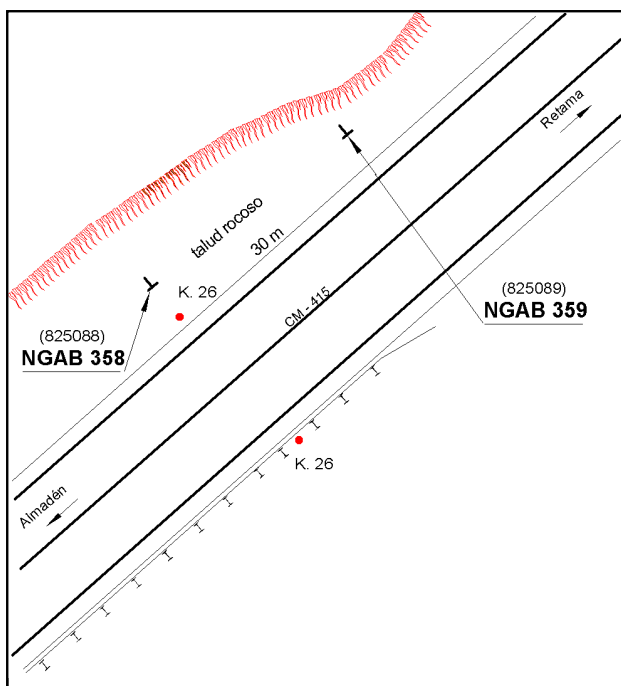 Retama
talud rocoso
30 m
K. 26
(825088)
NGAB 358
(825089)
NGAB 359
CM - 415
K. 26
Almadén